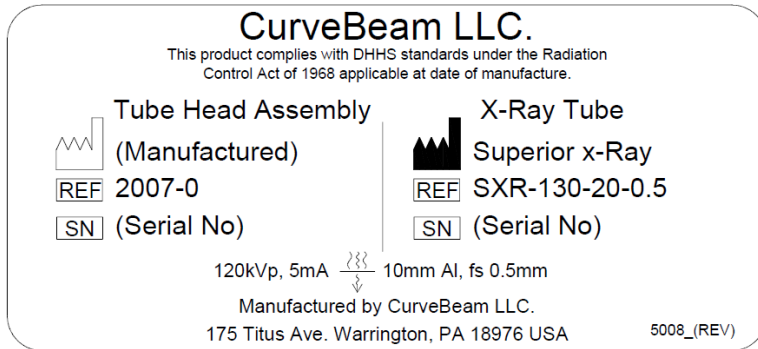 CurveBeam LLC.
This product complies with DHHS standards under the Radiation
Control Act of 1968 applicable at date of manufacture.
Tube Head Assembly
(Manufactured)
REF 2007-0
SN (Serial No)
X-Ray Tube
Superior x-Ray
REF SXR-130-20-0.5
SN (Serial No)
120kVp, 5mA 10mm Al, fs 0.5mm
Manufactured by CurveBeam LLC.
175 Titus Ave. Warrington, PA 18976 USA
5008_(REV)